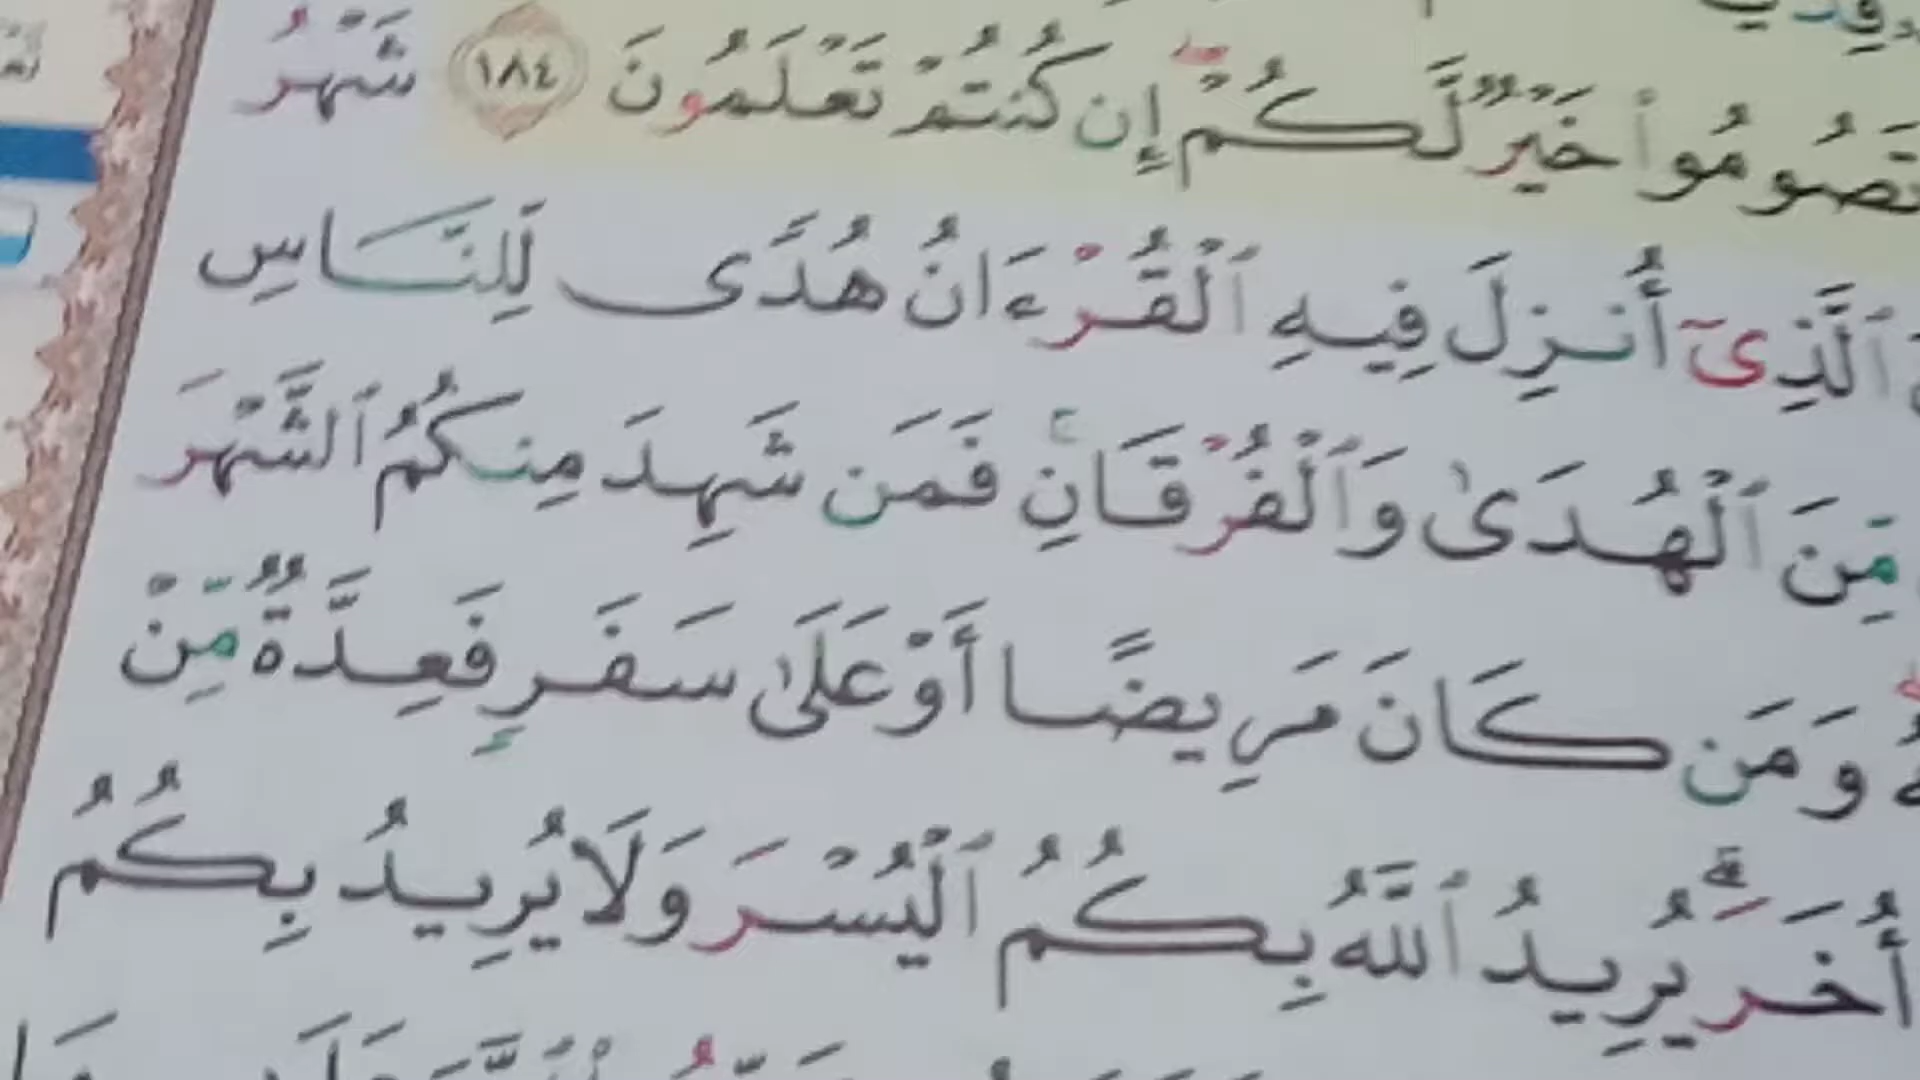 تَصُومُوا۟ خَيْرٌ لَّكُمْ ۖ إِن كُنتُمْ تَعْلَمُونَ ١٨٤ شَهْرُ
ٱلَّذِىٓ أُنزِلَ فِيهِ ٱلْقُرْءَانُ هُدًى لِّلنَّاسِ
مِّنَ ٱلْهُدَىٰ وَٱلْفُرْقَانِ ۚ فَمَن شَهِدَ مِنكُمُ ٱلشَّهْرَ
وَمَن كَانَ مَرِيضًا أَوْ عَلَىٰ سَفَرٍ فَعِدَّةٌ مِّنْ
أُخَرَ ۗ يُرِيدُ ٱللَّهُ بِكُمُ ٱلْيُسْرَ وَلَا يُرِيدُ بِكُمُ